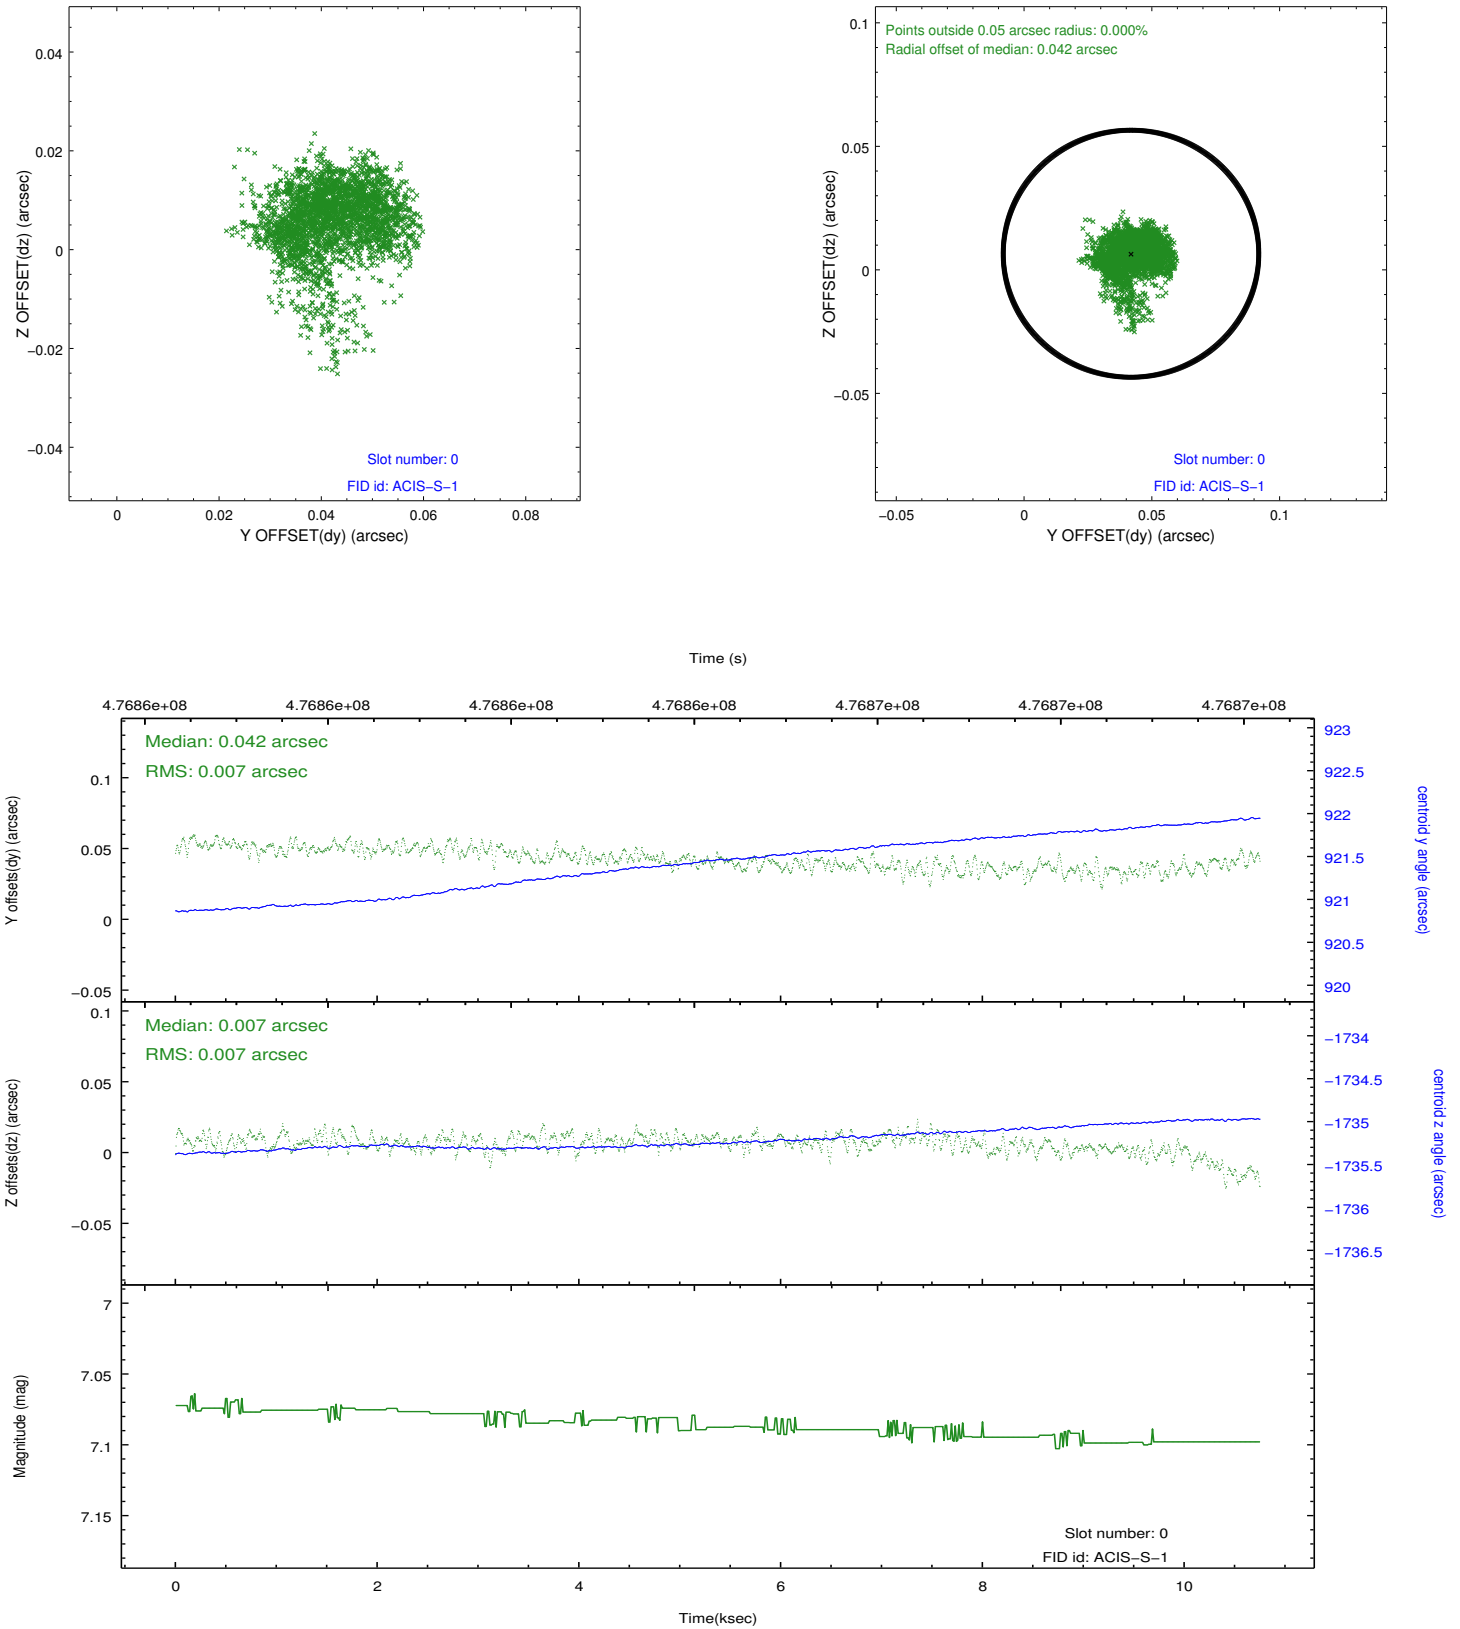 0.04
0.02
0
−0.02
−0.04
Z OFFSET(dz) (arcsec)
Slot number: 0
FID id: ACIS−S−1
0 0.02 0.04 0.06 0.08
Y OFFSET(dy) (arcsec)
Points outside 0.05 arcsec radius: 0.000%
Radial offset of median: 0.042 arcsec
0.1
0.05
0
−0.05
Z OFFSET(dz) (arcsec)
Slot number: 0
FID id: ACIS−S−1
−0.05 0 0.05 0.1
Y OFFSET(dy) (arcsec)
Time (s)
4.7686e+08 4.7686e+08 4.7686e+08 4.7686e+08 4.7687e+08 4.7687e+08 4.7687e+08
Median: 0.042 arcsec
RMS: 0.007 arcsec
0.1
0.05
0
−0.05
Y offsets(dy) (arcsec)
923
922.5
922
921.5
921
920.5
920
centroid y angle (arcsec)
Median: 0.007 arcsec
RMS: 0.007 arcsec
0.1
0.05
0
−0.05
Z offsets(dz) (arcsec)
−1734
−1734.5
−1735
−1735.5
−1736
−1736.5
centroid z angle (arcsec)
7
7.05
7.1
7.15
Magnitude (mag)
Slot number: 0
FID id: ACIS−S−1
0 2 4 6 8 10
Time(ksec)